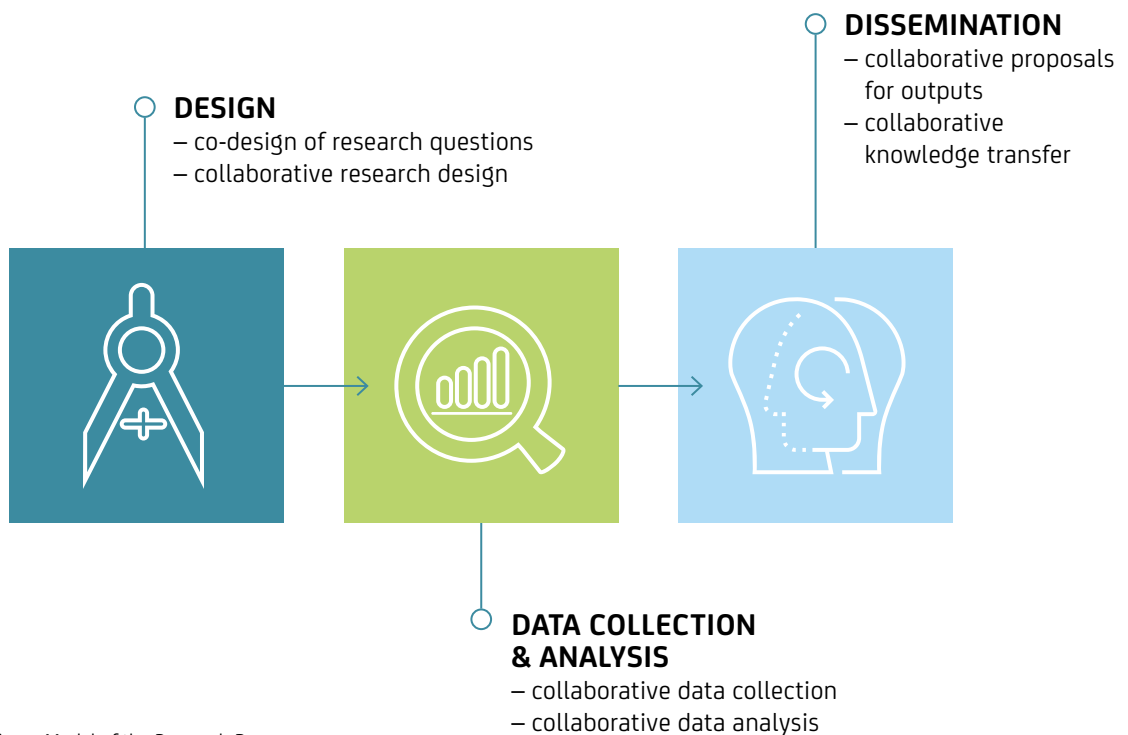 DESIGN
– co-design of research questions
– collaborative research design
DISSEMINATION
– collaborative proposals
for outputs
– collaborative
knowledge transfer
DATA COLLECTION
& ANALYSIS
– collaborative data collection
– collaborative data analysis